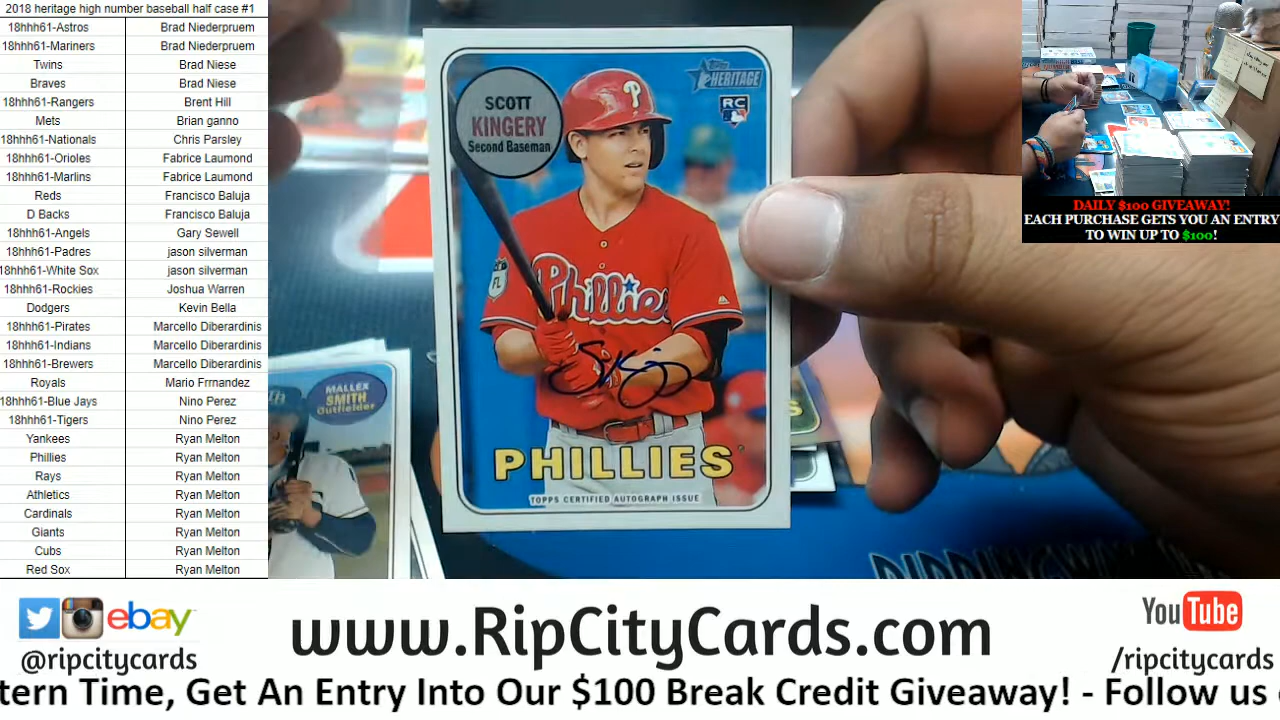 2018 heritage high number baseball half case #1
18hhh61-Astros Brad Niederpruem
18hhh61-Mariners Brad Niederpruem
Twins Brad Niese
Braves Brad Niese
18hhh61-Rangers Brent Hill
Mets Brian ganno
18hhh61-Nationals Chris Parsley
18hhh61-Orioles Fabrice Laumond
18hhh61-Marlins Fabrice Laumond
Reds Francisco Baluja
D Backs Francisco Baluja
18hhh61-Angels Gary Sewell
18hhh61-Padres jason silverman
18hhh61-White Sox jason silverman
18hhh61-Rockies Joshua Warren
Dodgers Kevin Bella
18hhh61-Pirates Marcello Diberardinis
18hhh61-Indians Marcello Diberardinis
18hhh61-Brewers Marcello Diberardinis
Royals Mario Frrnandez
18hhh61-Blue Jays Nino Perez
18hhh61-Tigers Nino Perez
Yankees Ryan Melton
Phillies Ryan Melton
Rays Ryan Melton
Athletics Ryan Melton
Cardinals Ryan Melton
Giants Ryan Melton
Cubs Ryan Melton
Red Sox Ryan Melton
SCOTT
KINGERY
Second Baseman
Topps
HERITAGE
RC
P
FL
Phillies
PHILLIES
TOPPS CERTIFIED AUTOGRAPH ISSUE
MALLEX
SMITH
Outfielder
DAILY $100 GIVEAWAY!
EACH PURCHASE GETS YOU AN ENTRY
TO WIN UP TO $100!
ebay
@ripcitycards
www.RipCityCards.com
YouTube
/ripcitycards
tern Time, Get An Entry Into Our $100 Break Credit Giveaway! - Follow us